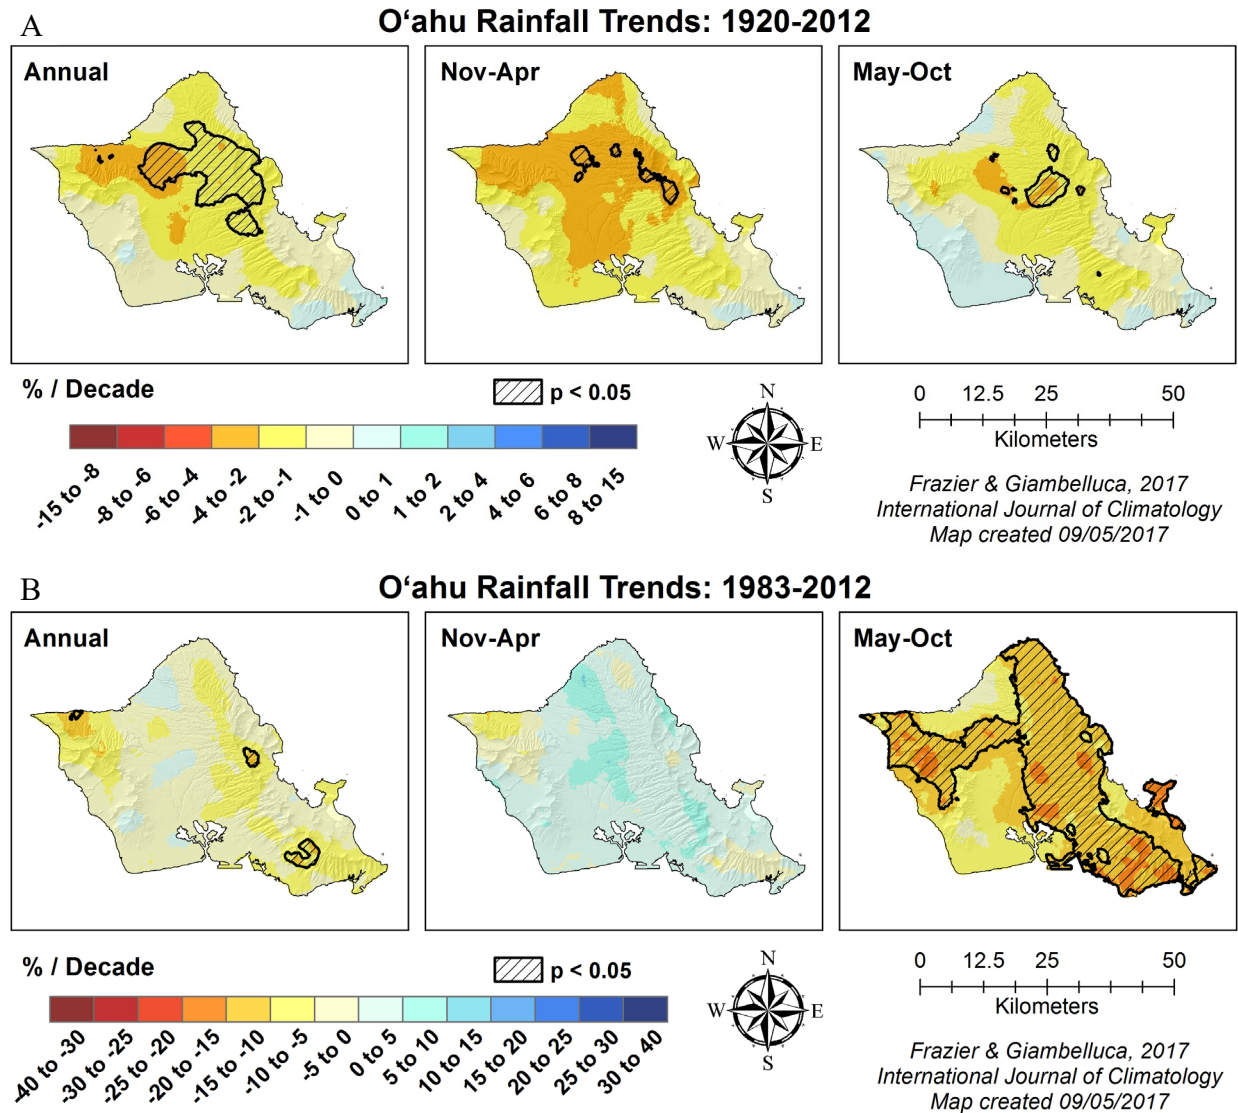 A
Oʻahu Rainfall Trends: 1920-2012
Annual
Nov-Apr
May-Oct
% / Decade
p < 0.05
-15 to -8
-8 to -6
-6 to -4
-4 to -2
-2 to -1
-1 to 0
0 to 1
1 to 2
2 to 4
4 to 6
6 to 8
8 to 15
N
W E
S
0 12.5 25 50
Kilometers
Frazier & Giambelluca, 2017
International Journal of Climatology
Map created 09/05/2017
B
Oʻahu Rainfall Trends: 1983-2012
Annual
Nov-Apr
May-Oct
% / Decade
p < 0.05
-40 to -30
-30 to -25
-25 to -20
-20 to -15
-15 to -10
-10 to -5
-5 to 0
0 to 5
5 to 10
10 to 15
15 to 20
20 to 25
25 to 30
30 to 40
N
W E
S
0 12.5 25 50
Kilometers
Frazier & Giambelluca, 2017
International Journal of Climatology
Map created 09/05/2017